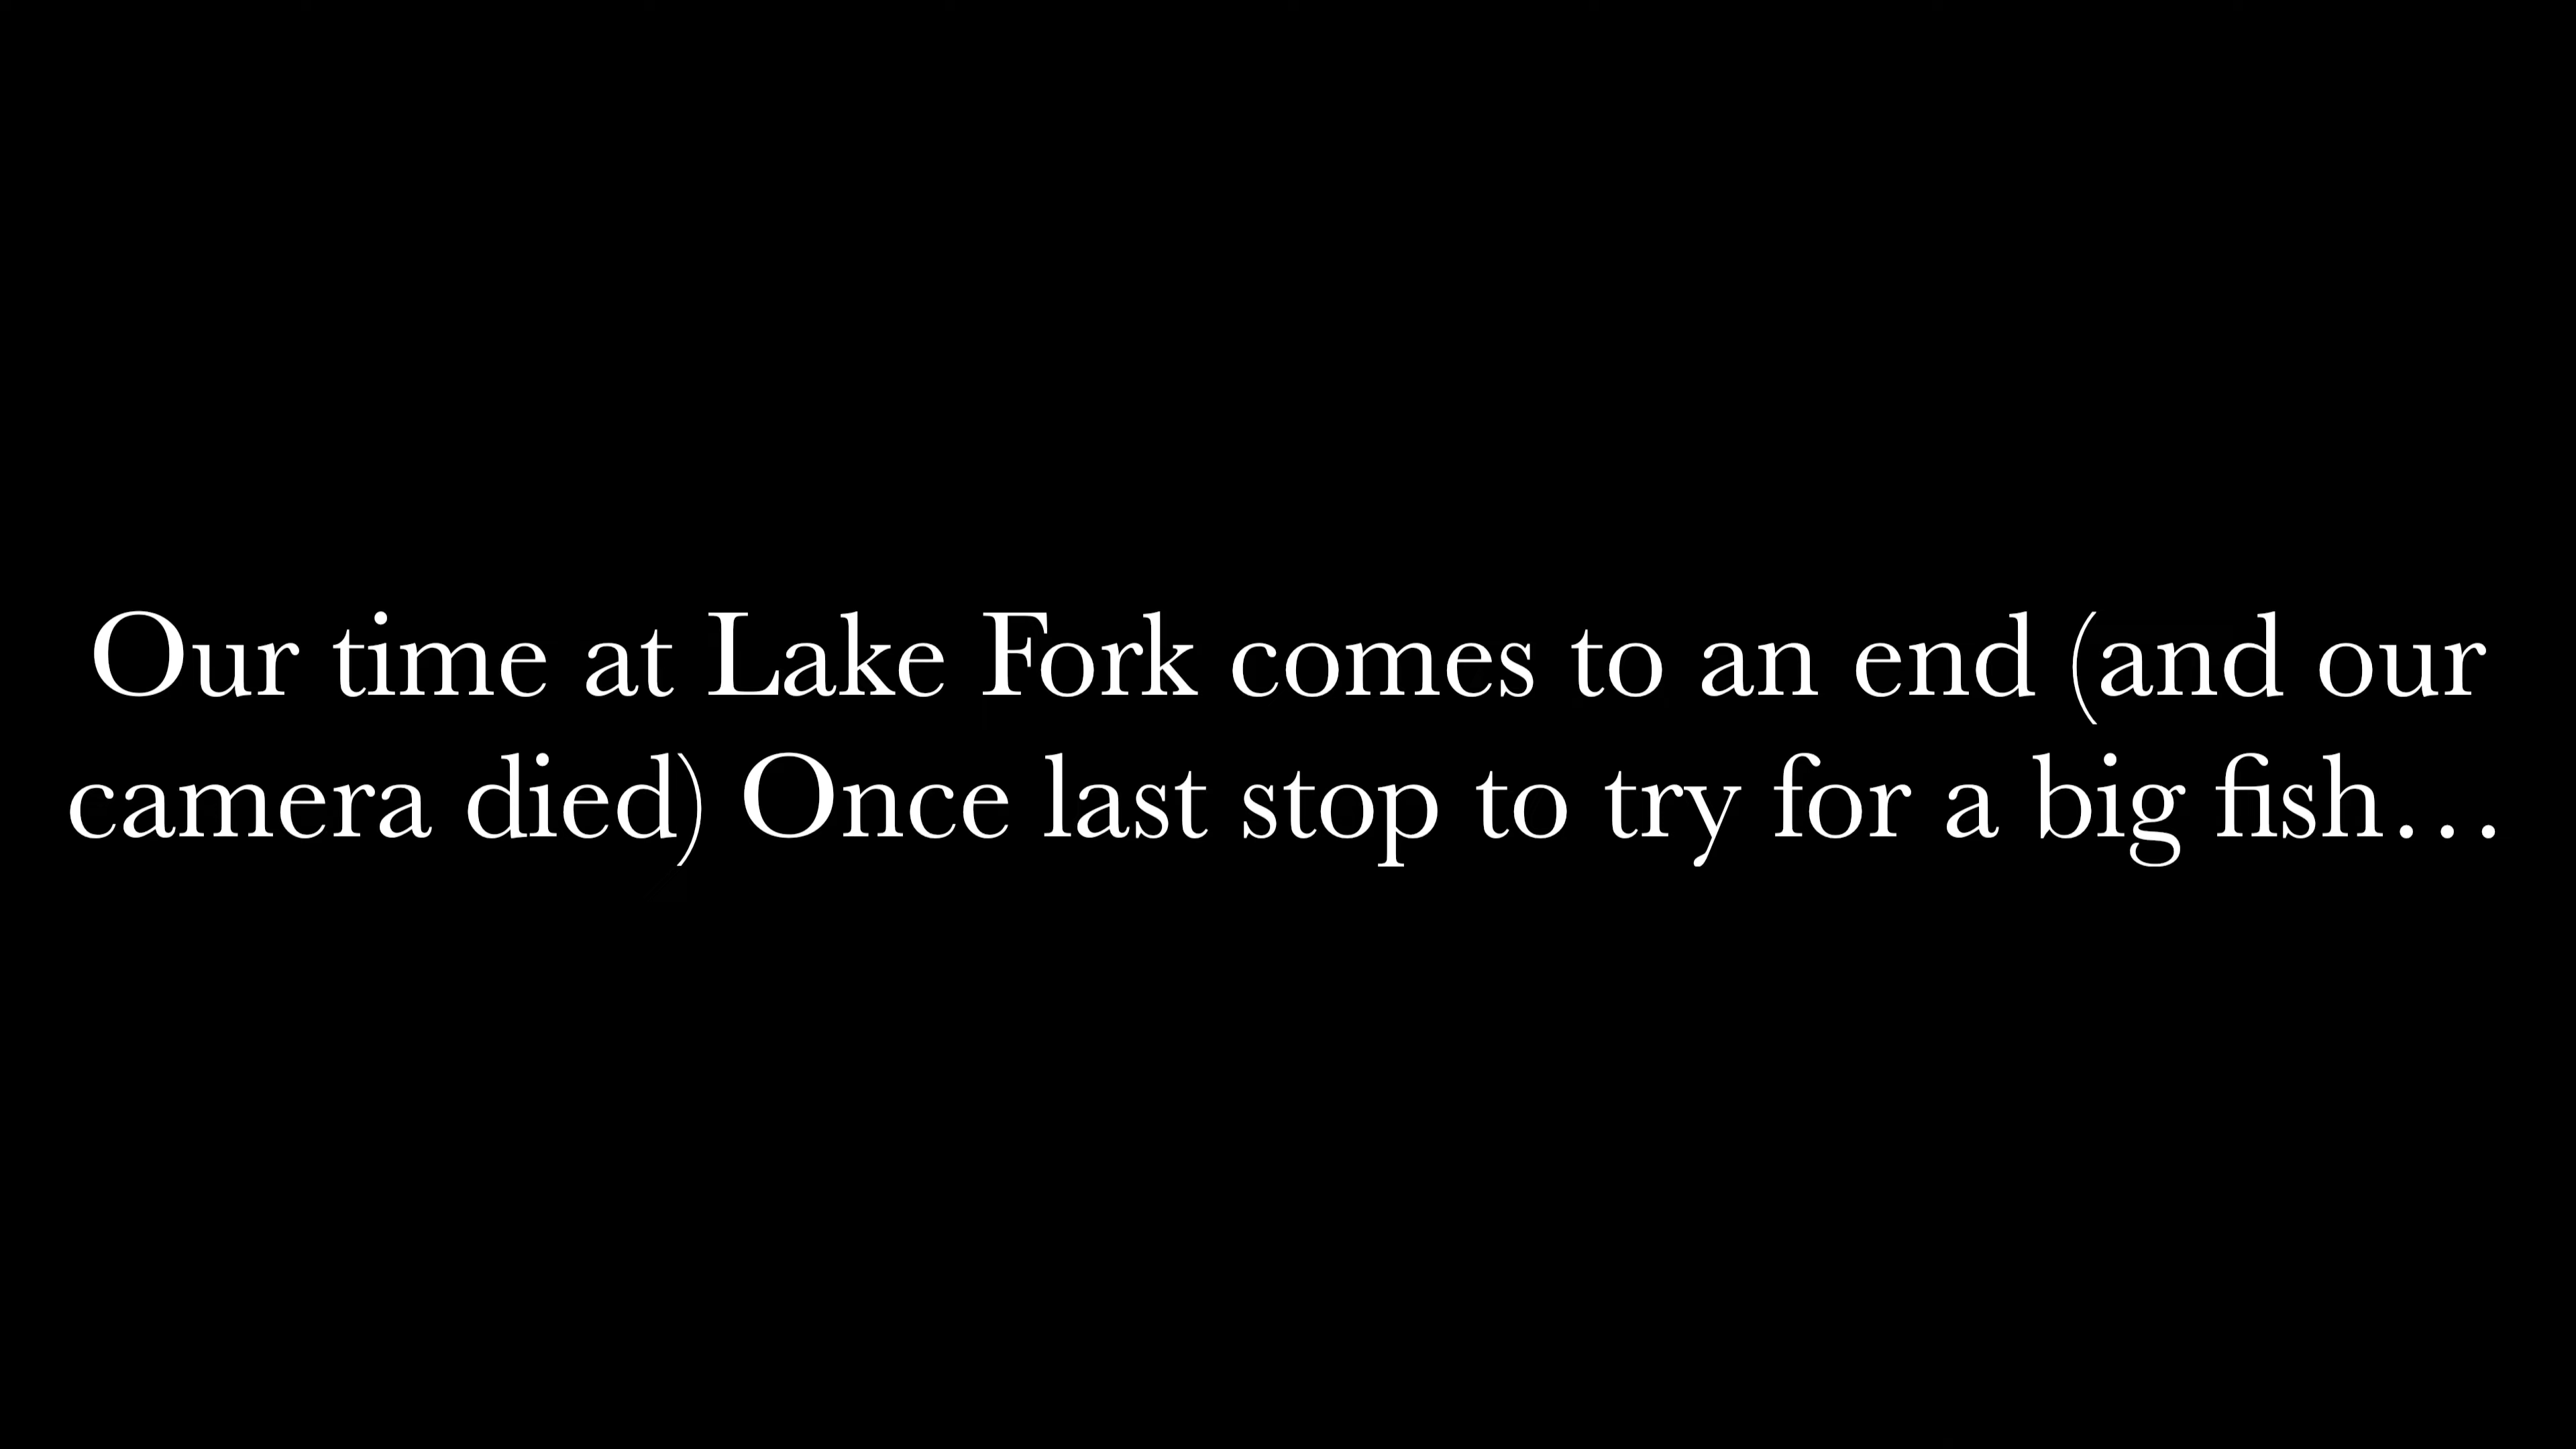 Our time at Lake Fork comes to an end (and our
camera died) Once last stop to try for a big fish…